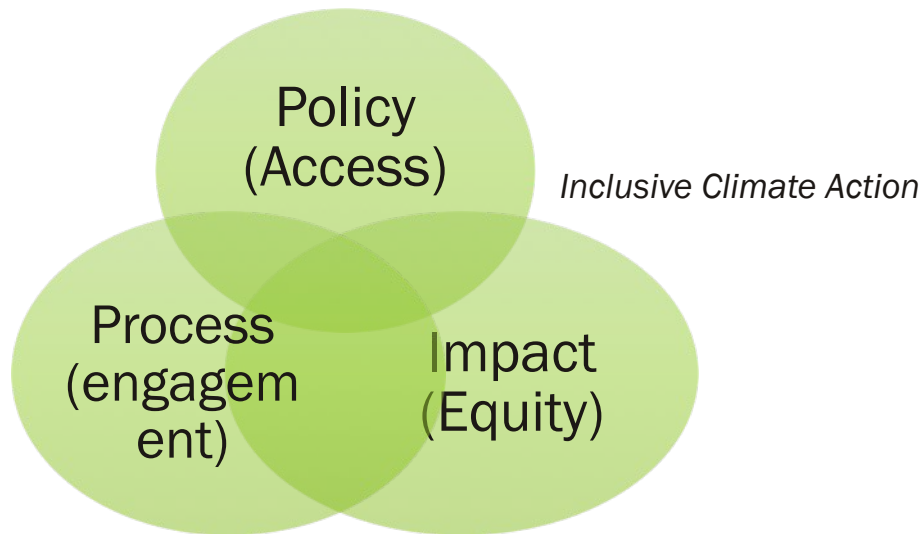 Policy
(Access)
Inclusive Climate Action
Process
(engagem
ent)
Impact
(Equity)